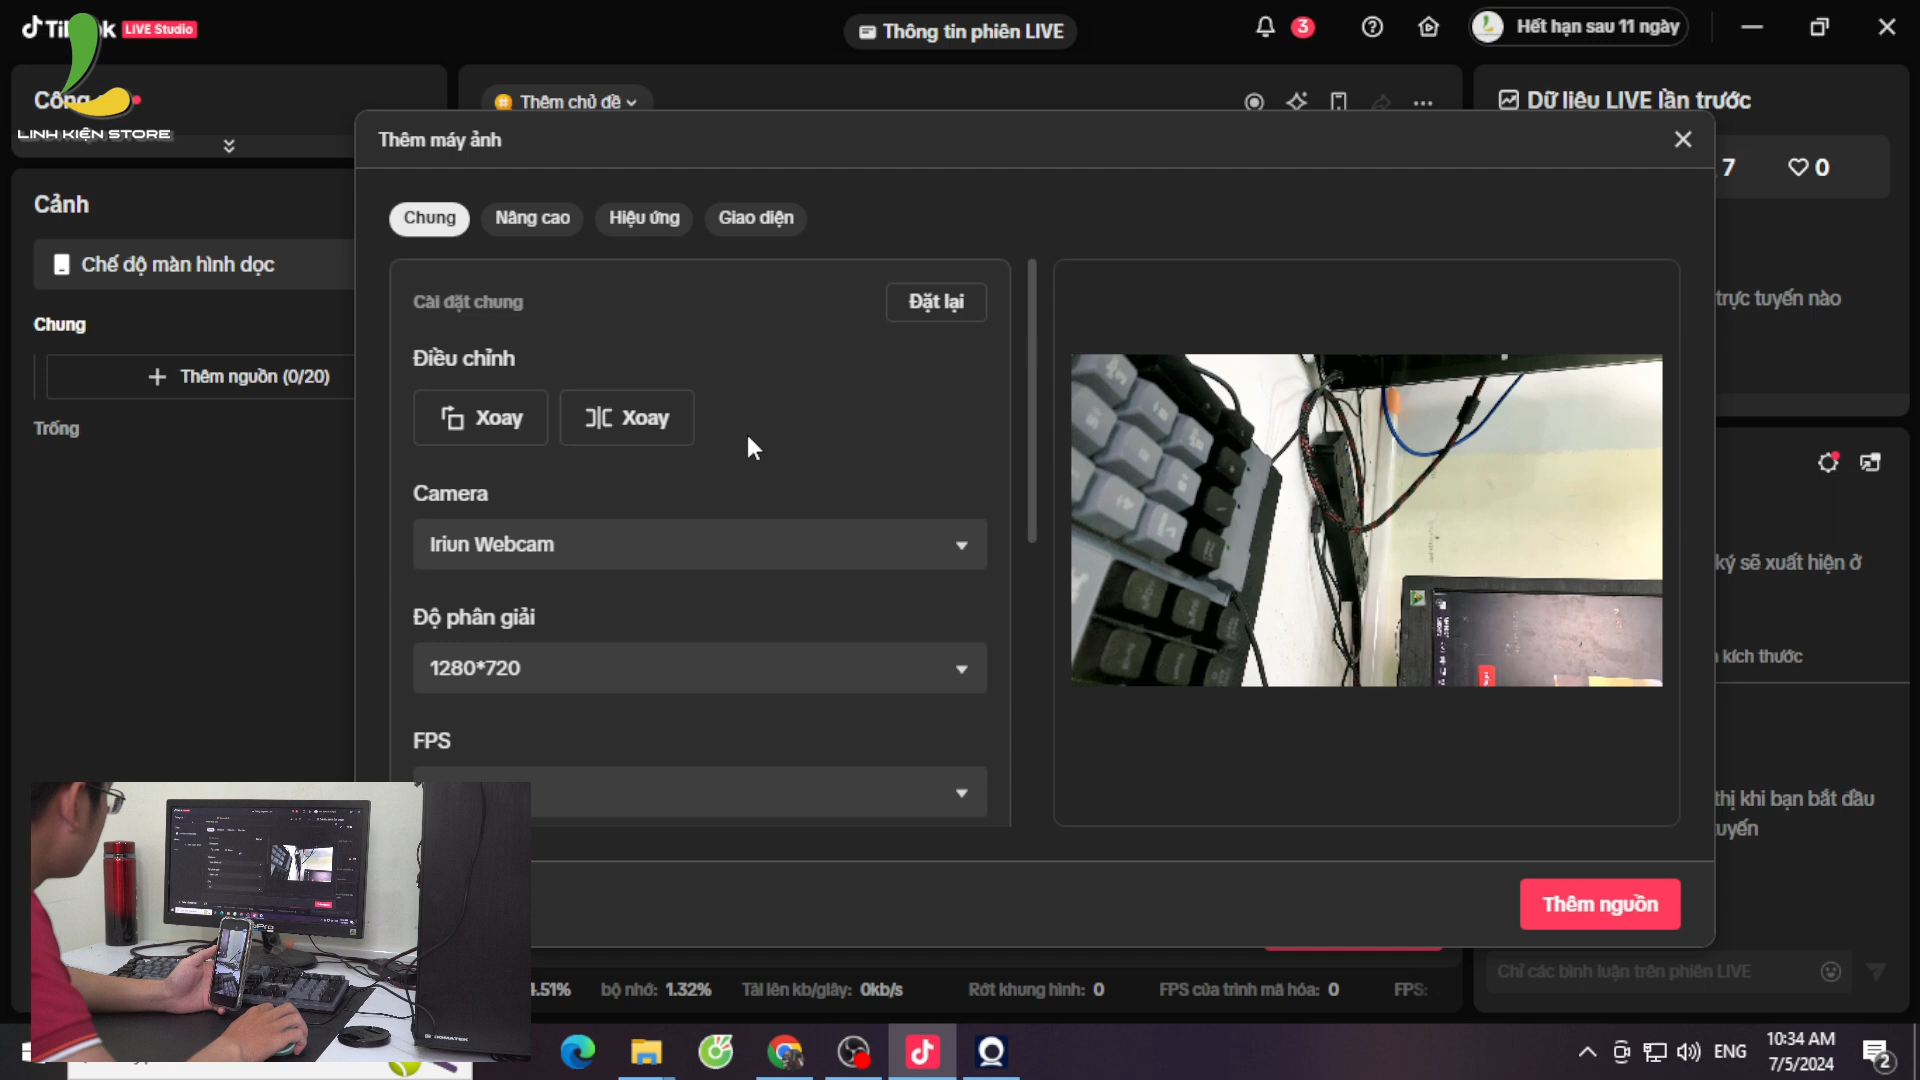 TikTok LIVE Studio
Thông tin phiên LIVE
3
Hết hạn sau 11 ngày
LINH KIỆN STORE
Thêm chủ đề
Dữ liệu LIVE lần trước
Thêm máy ảnh
7
0
Cảnh
Chung
Nâng cao
Hiệu ứng
Giao diện
Chế độ màn hình dọc
Cài đặt chung
Đặt lại
trực tuyến nào
Chung
Điều chỉnh
Thêm nguồn (0/20)
Xoay
Xoay
Trống
Camera
Iriun Webcam
ký sẽ xuất hiện ở
Độ phân giải
1280*720
kích thước
FPS
thị khi bạn bắt đầu
uyến
Thêm nguồn
Chỉ các bình luận trên phiên LIVE
4.51%
bộ nhớ: 1.32%
Tải lên kb/giây: 0kb/s
Rớt khung hình: 0
FPS của trình mã hóa: 0
FPS:
ENG
10:34 AM
7/5/2024
2